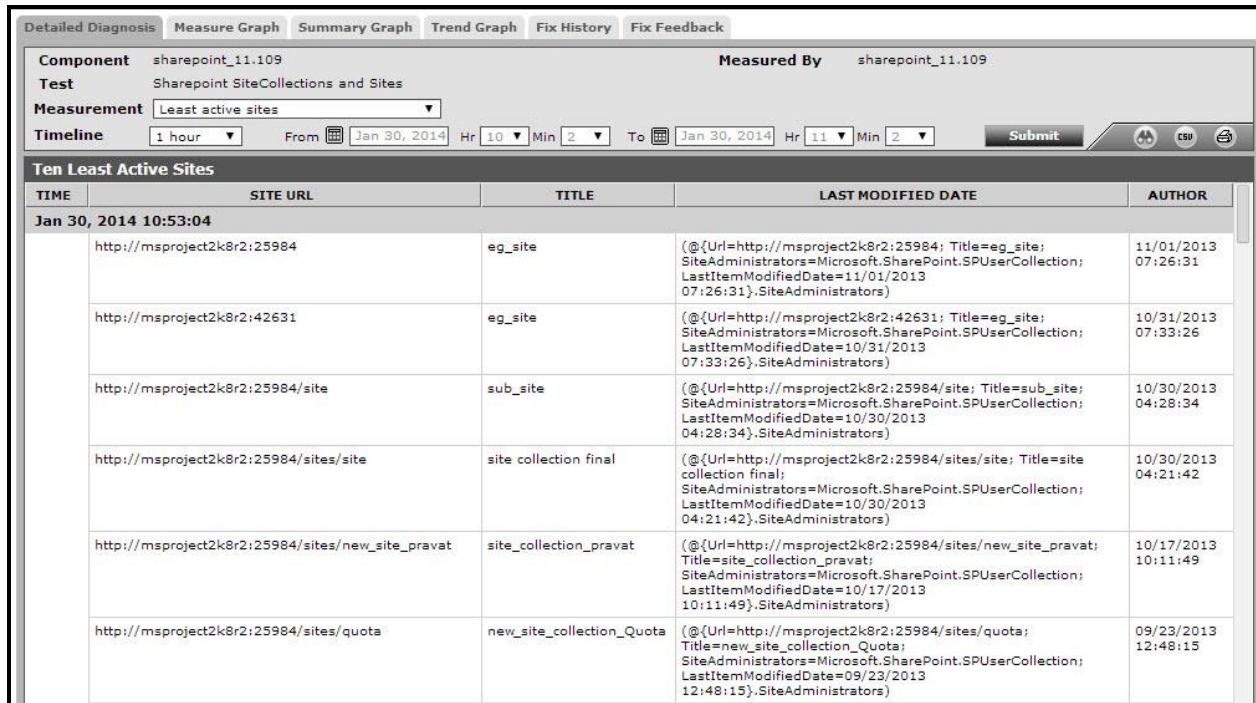 Detailed Diagnosis Measure Graph Summary Graph Trend Graph Fix History Fix Feedback
Component sharepoint_11.109 Measured By sharepoint_11.109
Test Sharepoint SiteCollections and Sites
Measurement Least active sites
Timeline 1 hour From Jan 30, 2014 Hr 10 Min 2 To Jan 30, 2014 Hr 11 Min 2 Submit CSV
Ten Least Active Sites
TIME SITE URL TITLE LAST MODIFIED DATE AUTHOR
Jan 30, 2014 10:53:04
http://msproject2k8r2:25984 eg_site (@{Url=http://msproject2k8r2:25984; Title=eg_site; 11/01/2013
SiteAdministrators=Microsoft.SharePoint.SPUserCollection; 07:26:31
LastItemModifiedDate=11/01/2013
07:26:31}.SiteAdministrators)
http://msproject2k8r2:42631 eg_site (@{Url=http://msproject2k8r2:42631; Title=eg_site; 10/31/2013
SiteAdministrators=Microsoft.SharePoint.SPUserCollection; 07:33:26
LastItemModifiedDate=10/31/2013
07:33:26}.SiteAdministrators)
http://msproject2k8r2:25984/site sub_site (@{Url=http://msproject2k8r2:25984/site; Title=sub_site; 10/30/2013
SiteAdministrators=Microsoft.SharePoint.SPUserCollection; 04:28:34
LastItemModifiedDate=10/30/2013
04:28:34}.SiteAdministrators)
http://msproject2k8r2:25984/sites/site site collection final (@{Url=http://msproject2k8r2:25984/sites/site; Title=site 10/30/2013
collection final; 04:21:42
SiteAdministrators=Microsoft.SharePoint.SPUserCollection;
LastItemModifiedDate=10/30/2013
04:21:42}.SiteAdministrators)
http://msproject2k8r2:25984/sites/new_site_pravat site_collection_pravat (@{Url=http://msproject2k8r2:25984/sites/new_site_pravat; 10/17/2013
Title=site_collection_pravat; 10:11:49
SiteAdministrators=Microsoft.SharePoint.SPUserCollection;
LastItemModifiedDate=10/17/2013
10:11:49}.SiteAdministrators)
http://msproject2k8r2:25984/sites/quota new_site_collection_Quota (@{Url=http://msproject2k8r2:25984/sites/quota; 09/23/2013
Title=new_site_collection_Quota; 12:48:15
SiteAdministrators=Microsoft.SharePoint.SPUserCollection;
LastItemModifiedDate=09/23/2013
12:48:15}.SiteAdministrators)